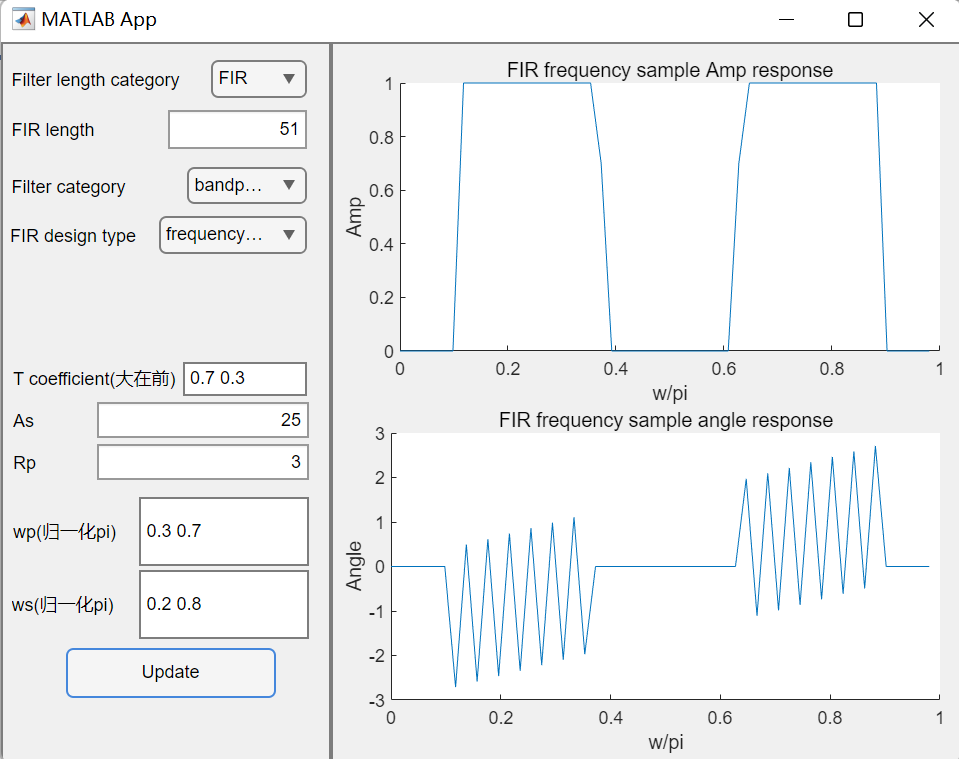 MATLAB App
Filter length category FIR
FIR length 51
Filter category bandp...
FIR design type frequency...
T coefficient(大在前) 0.7 0.3
As 25
Rp 3
wp(归一化pi) 0.3 0.7
ws(归一化pi) 0.2 0.8
Update
FIR frequency sample Amp response
1
0.8
0.6
0.4
0.2
0
Amp
0 0.2 0.4 0.6 0.8 1
w/pi
FIR frequency sample angle response
3
2
1
0
-1
-2
-3
Angle
0 0.2 0.4 0.6 0.8 1
w/pi